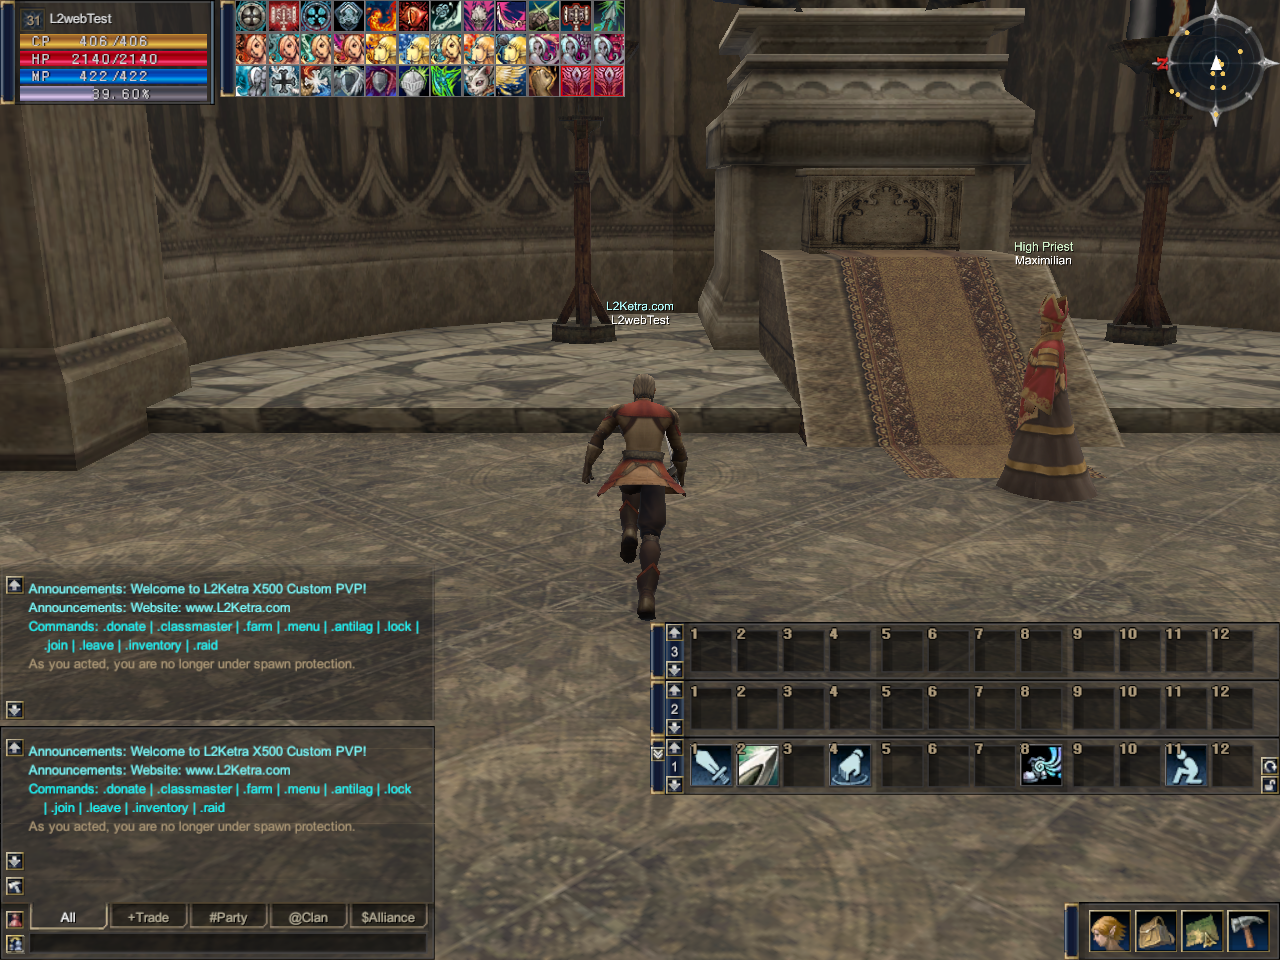 31 L2webTest
CP 406/406
HP 2140/2140
MP 422/422
39.60%
High Priest
Maximilian
L2Ketra.com
L2webTest
Announcements: Welcome to L2Ketra X500 Custom PVP!
Announcements: Website: www.L2Ketra.com
Commands: .donate | .classmaster | .farm | .menu | .antilag | .lock |
.join | .leave | .inventory | .raid
As you acted, you are no longer under spawn protection.
3 1 2 3 4 5 6 7 8 9 10 11 12
2 1 2 3 4 5 6 7 8 9 10 11 12
1 1 2 3 4 5 6 7 8 9 10 11 12
Announcements: Welcome to L2Ketra X500 Custom PVP!
Announcements: Website: www.L2Ketra.com
Commands: .donate | .classmaster | .farm | .menu | .antilag | .lock
| .join | .leave | .inventory | .raid
As you acted, you are no longer under spawn protection.
All +Trade #Party @Clan $Alliance